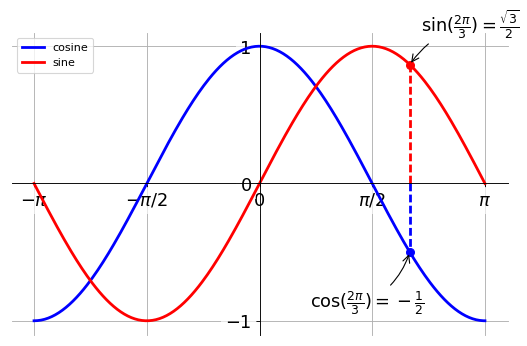 sin(2π/3) = √3/2
cosine
sine
1
0
−π
−π/2
0
π/2
π
cos(2π/3) = −1/2
−1